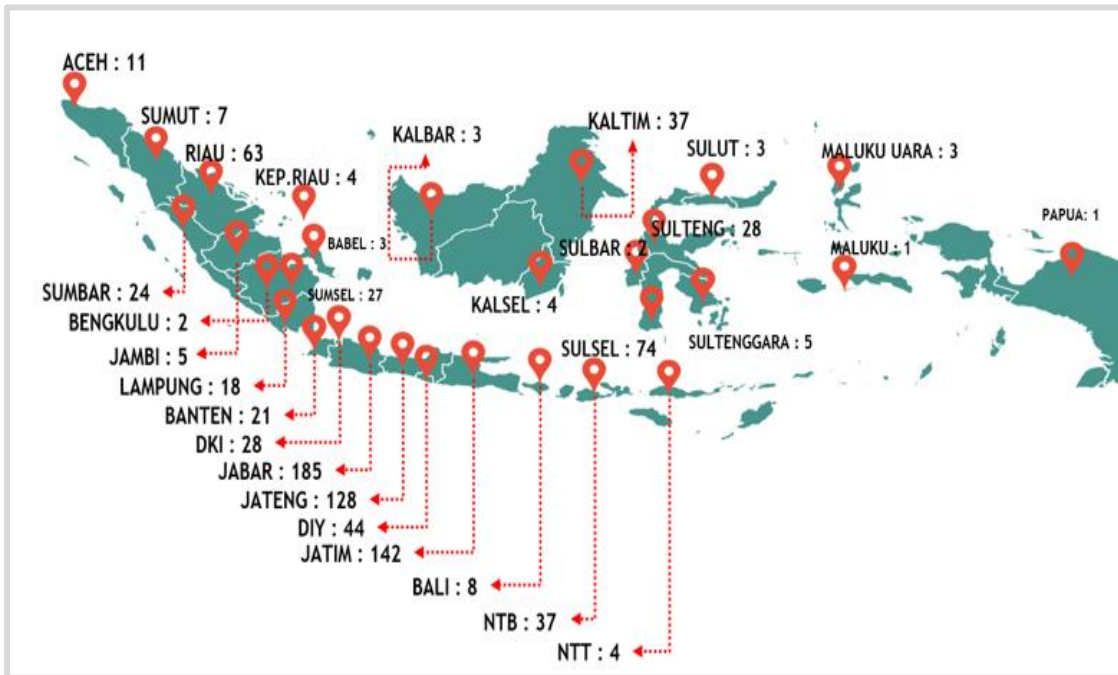 ACEH : 11
SUMUT : 7
RIAU : 63
KEP.RIAU : 4
KALBAR : 3
KALTIM : 37
SULUT : 3
MALUKU UARA : 3
PAPUA: 1
BABEL : 3
SULBAR : 2
SULTENG : 28
MALUKU : 1
SUMBAR : 24
SUMSEL : 27
KALSEL : 4
BENGKULU : 2
JAMBI : 5
SULSEL : 74
SULTENGGARA : 5
LAMPUNG : 18
BANTEN : 21
DKI : 28
JABAR : 185
JATENG : 128
DIY : 44
JATIM : 142
BALI : 8
NTB : 37
NTT : 4